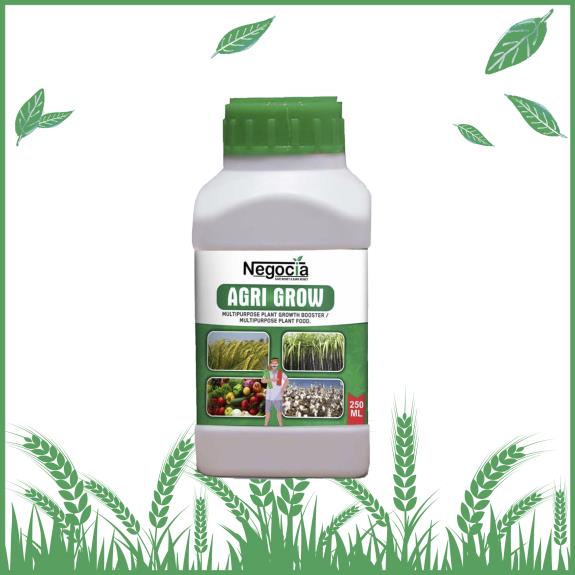 Negocia
AGRI GROW
MULTIPURPOSE PLANT GROWTH BOOSTER /
MULTIPURPOSE PLANT FOOD.
250
ML